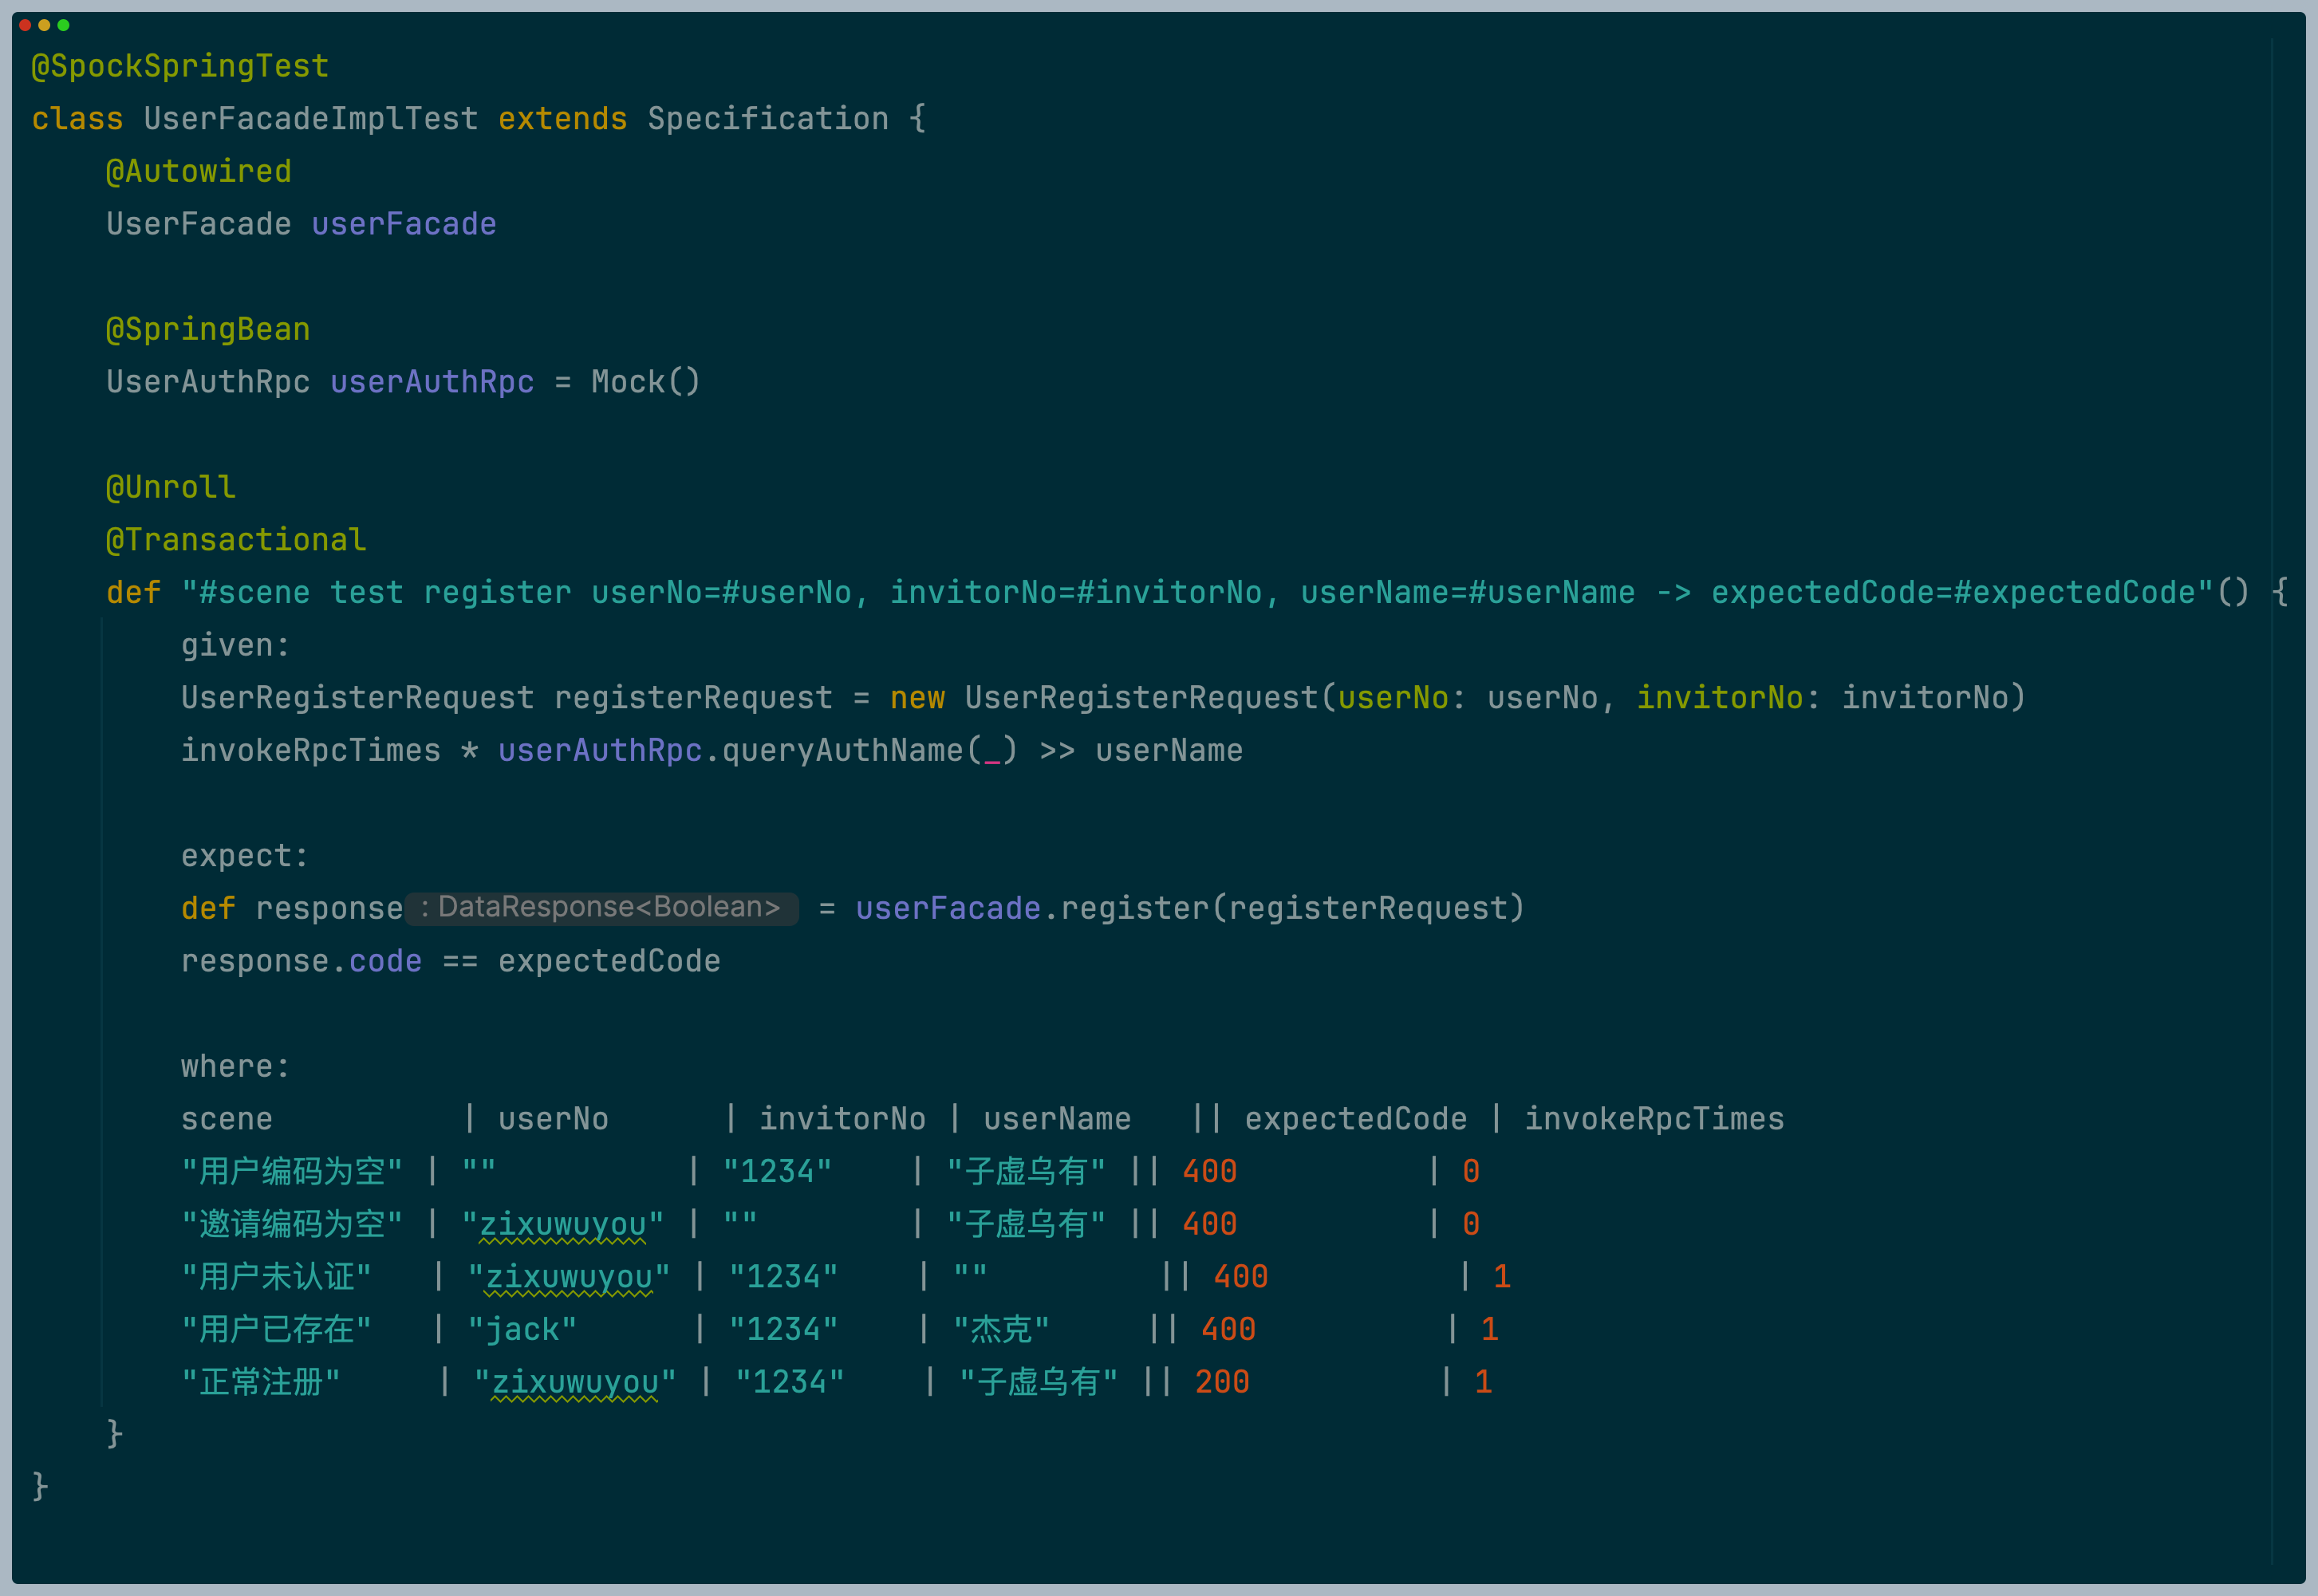 @SpockSpringTest
class UserFacadeImplTest extends Specification {
    @Autowired
    UserFacade userFacade

    @SpringBean
    UserAuthRpc userAuthRpc = Mock()

    @Unroll
    @Transactional
    def "#scene test register userNo=#userNo, invitorNo=#invitorNo, userName=#userName -> expectedCode=#expectedCode"() {
        given:
        UserRegisterRequest registerRequest = new UserRegisterRequest(userNo: userNo, invitorNo: invitorNo)
        invokeRpcTimes * userAuthRpc.queryAuthName(_) >> userName

        expect:
        def response : DataResponse<Boolean> = userFacade.register(registerRequest)
        response.code == expectedCode

        where:
        scene          | userNo      | invitorNo | userName   || expectedCode | invokeRpcTimes
        "用户编码为空" | ""          | "1234"    | "子虚乌有" || 400          | 0
        "邀请编码为空" | "zixuwuyou" | ""        | "子虚乌有" || 400          | 0
        "用户未认证"   | "zixuwuyou" | "1234"    | ""         || 400          | 1
        "用户已存在"   | "jack"      | "1234"    | "杰克"     || 400          | 1
        "正常注册"     | "zixuwuyou" | "1234"    | "子虚乌有" || 200          | 1
    }
}